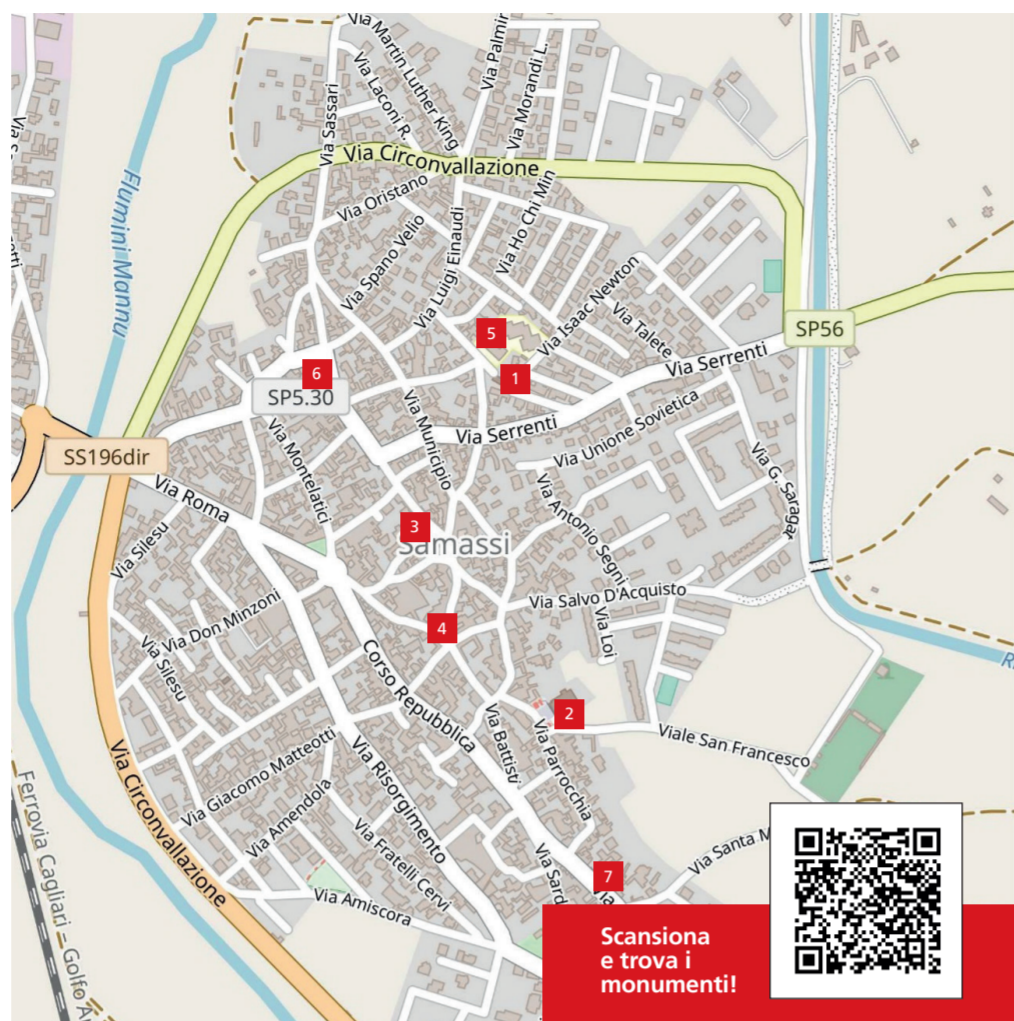 Via Martin Luther King
Via Laconi R.
Via Sassari
Via Morandi L.
Via Circonvallazione
Via Oristano
Via Ho Chi Min
Flumini Mannu
Via Spano Velio
Via Luigi Einaudi
Via Isaac Newton
Via Talete
SP56
5
1
6
SP5.30
Via Serrenti
Via Serrenti
Via Municipio
Via Unione Sovietica
SS196dir
Via Montelatici
Via Roma
Via Antonio Segni
Via G. Saragat
3
Samassi
Via Silesu
Via Salvo D'Acquisto
Via Don Minzoni
4
Via Loi
Via Silesu
Corso Repubblica
2
Via Battisti
Via Parrocchia
Viale San Francesco
Via Circonvallazione
Via Giacomo Matteotti
Via Risorgimento
Via Amendola
Via Fratelli Cervi
Ferrovia Cagliari - Golfo
Via Amiscora
7
Via Santa
Scansiona
e trova i
monumenti!